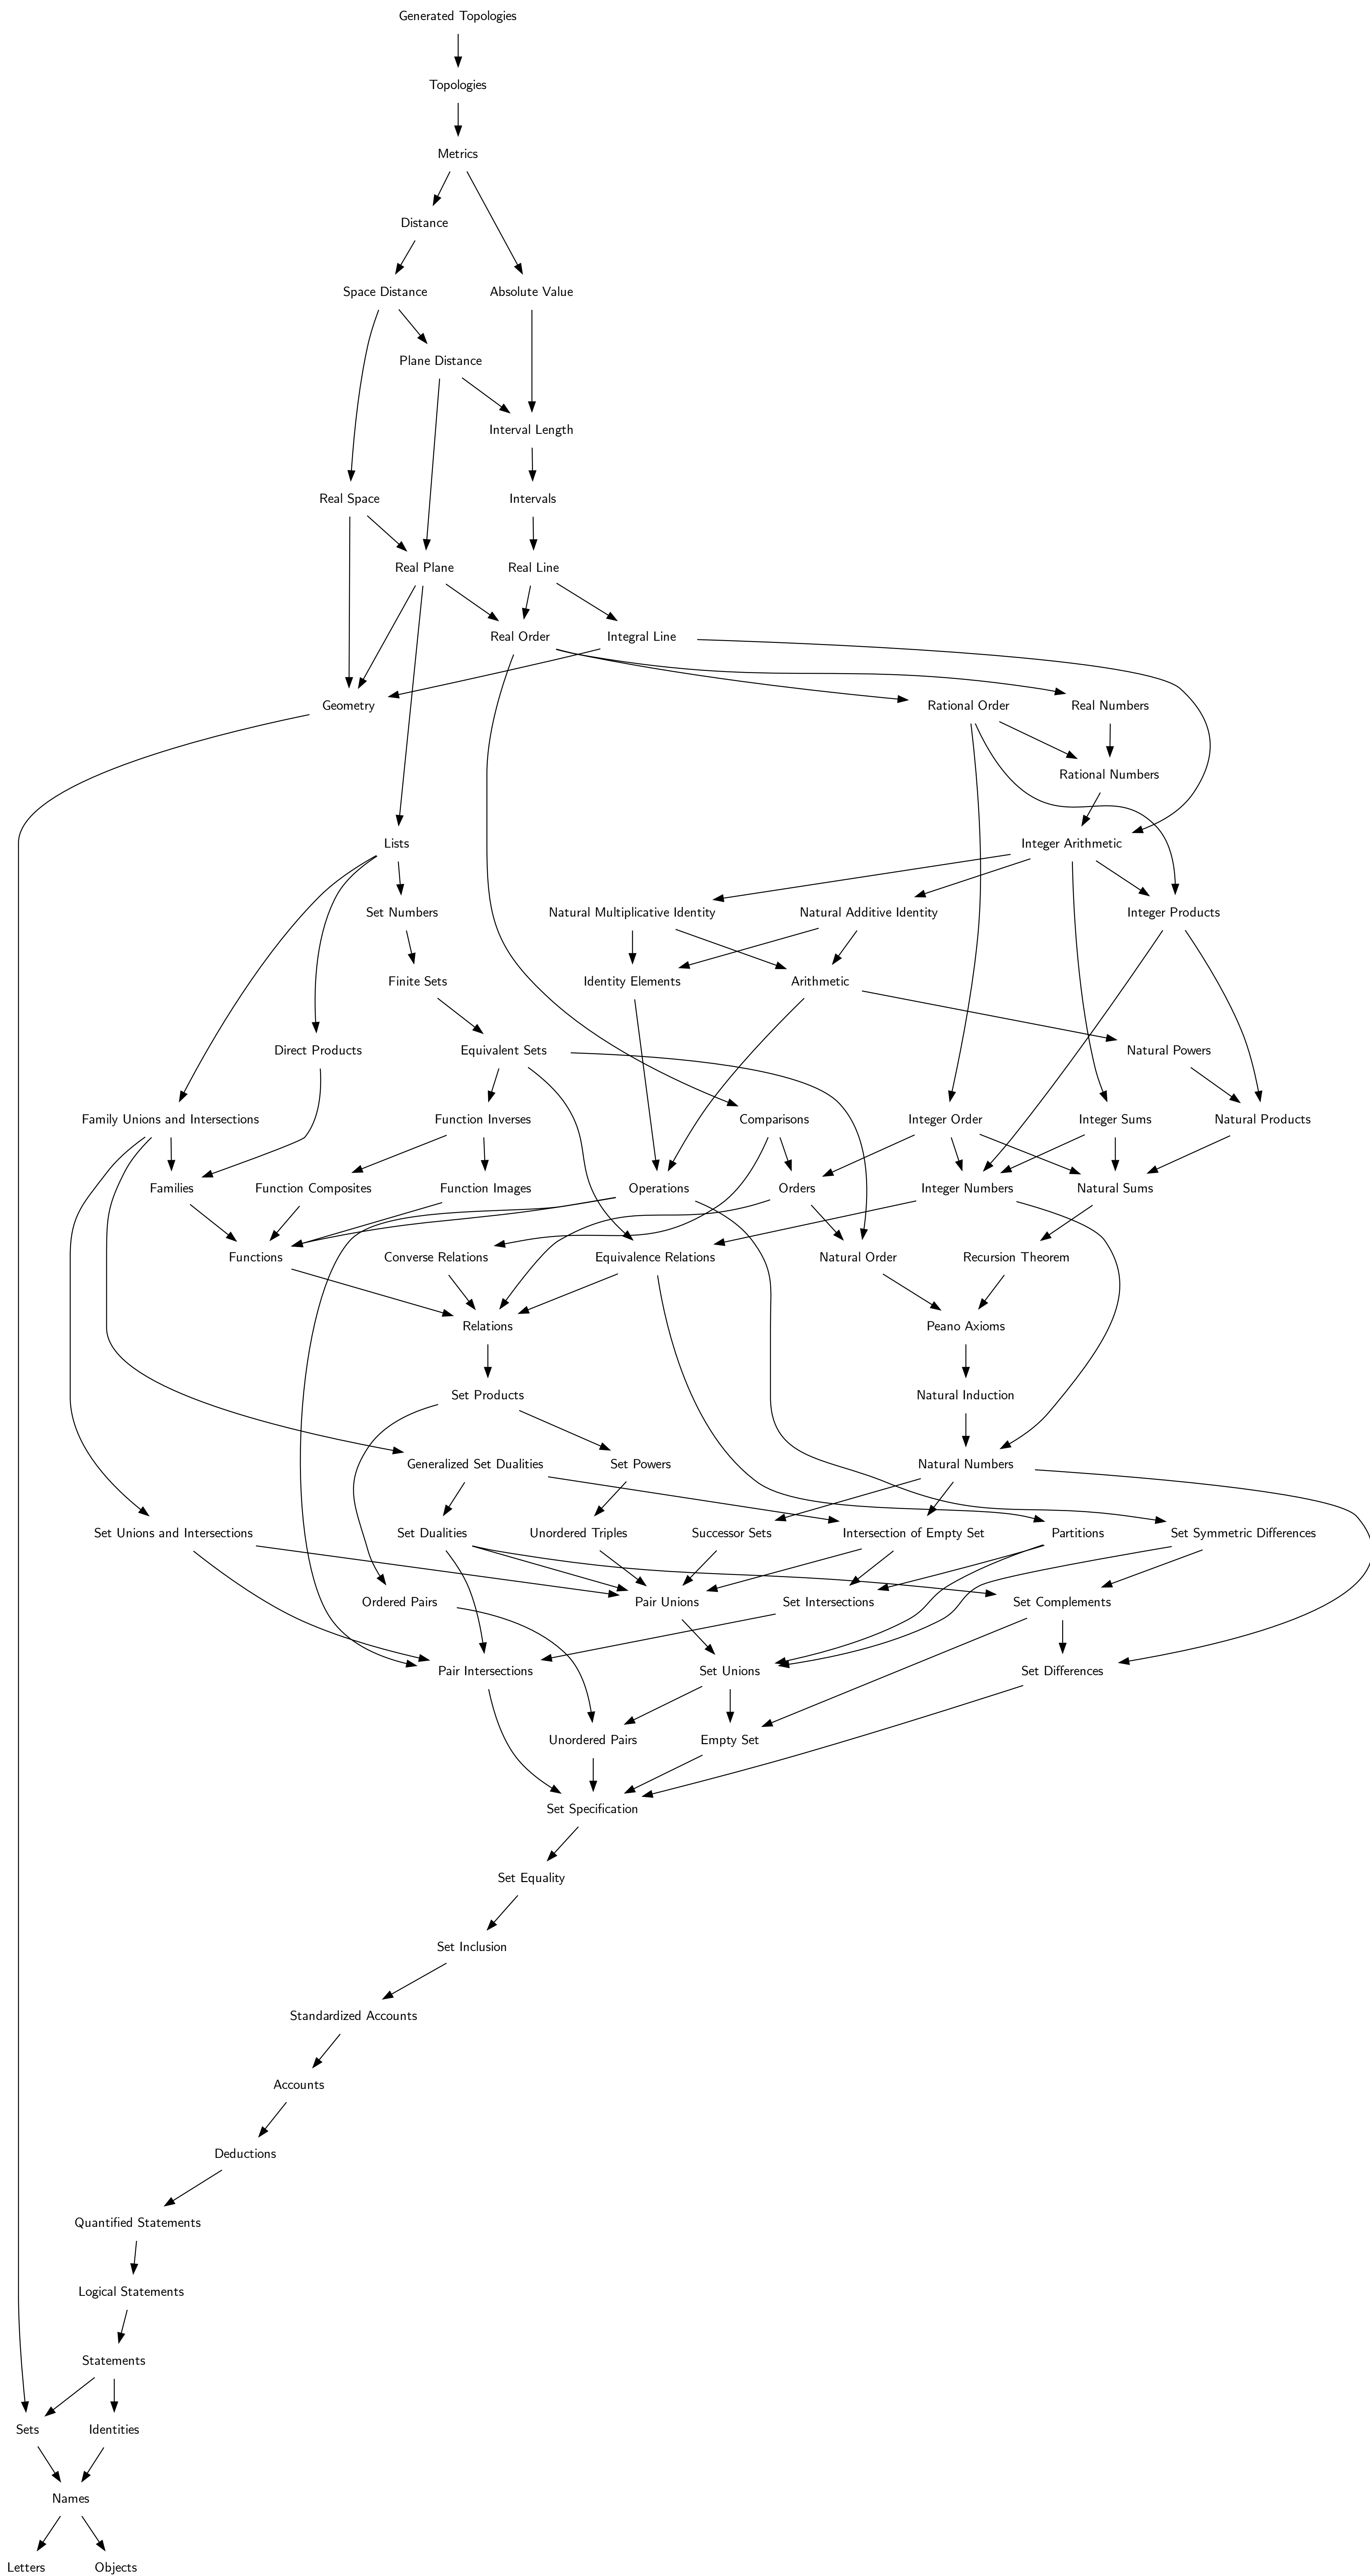 Generated Topologies
Topologies
Metrics
Distance
Space Distance
Absolute Value
Plane Distance
Interval Length
Real Space
Intervals
Real Plane
Real Line
Real Order
Integral Line
Geometry
Rational Order
Real Numbers
Rational Numbers
Lists
Integer Arithmetic
Set Numbers
Natural Multiplicative Identity
Natural Additive Identity
Integer Products
Finite Sets
Identity Elements
Arithmetic
Direct Products
Equivalent Sets
Natural Powers
Family Unions and Intersections
Function Inverses
Comparisons
Integer Order
Integer Sums
Natural Products
Families
Function Composites
Function Images
Operations
Orders
Integer Numbers
Natural Sums
Functions
Converse Relations
Equivalence Relations
Natural Order
Recursion Theorem
Relations
Peano Axioms
Set Products
Natural Induction
Generalized Set Dualities
Set Powers
Natural Numbers
Set Unions and Intersections
Set Dualities
Unordered Triples
Successor Sets
Intersection of Empty Set
Partitions
Set Symmetric Differences
Ordered Pairs
Pair Unions
Set Intersections
Set Complements
Pair Intersections
Set Unions
Set Differences
Unordered Pairs
Empty Set
Set Specification
Set Equality
Set Inclusion
Standardized Accounts
Accounts
Deductions
Quantified Statements
Logical Statements
Statements
Sets
Identities
Names
Letters
Objects